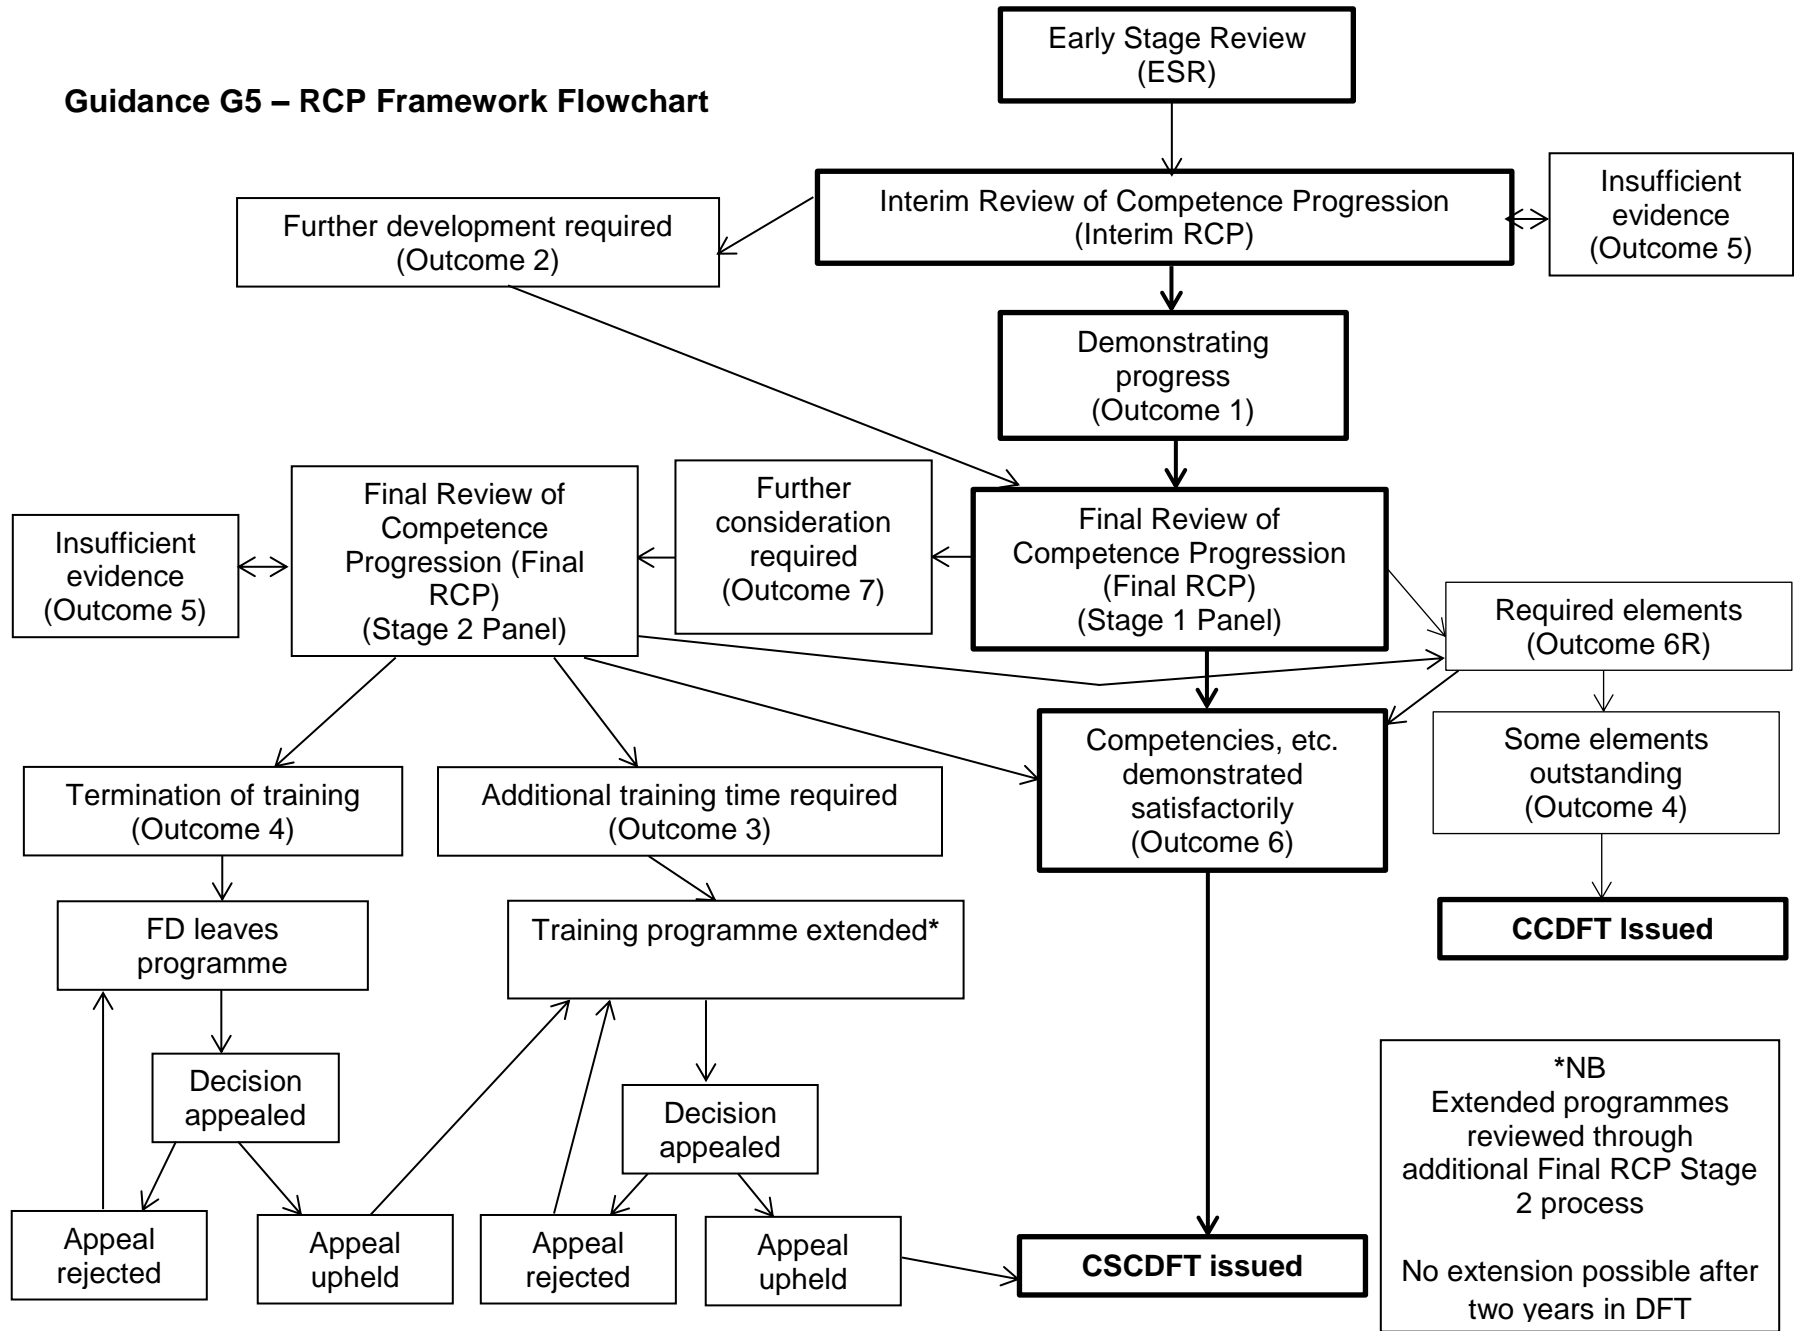 Early Stage Review
(ESR)
Guidance G5 – RCP Framework Flowchart
Interim Review of Competence Progression
(Interim RCP)
Insufficient
evidence
(Outcome 5)
Further development required
(Outcome 2)
Demonstrating
progress
(Outcome 1)
Final Review of
Competence Progression
(Final RCP)
(Stage 1 Panel)
Further
consideration
required
(Outcome 7)
Final Review of
Competence
Progression (Final
RCP)
(Stage 2 Panel)
Insufficient
evidence
(Outcome 5)
Required elements
(Outcome 6R)
Competencies, etc.
demonstrated
satisfactorily
(Outcome 6)
Some elements
outstanding
(Outcome 4)
Termination of training
(Outcome 4)
Additional training time required
(Outcome 3)
FD leaves
programme
Training programme extended*
CCDFT Issued
Decision
appealed
Decision
appealed
Appeal
rejected
Appeal
upheld
Appeal
rejected
Appeal
upheld
CSCDFT issued
*NB
Extended programmes
reviewed through
additional Final RCP Stage
2 process
No extension possible after
two years in DFT